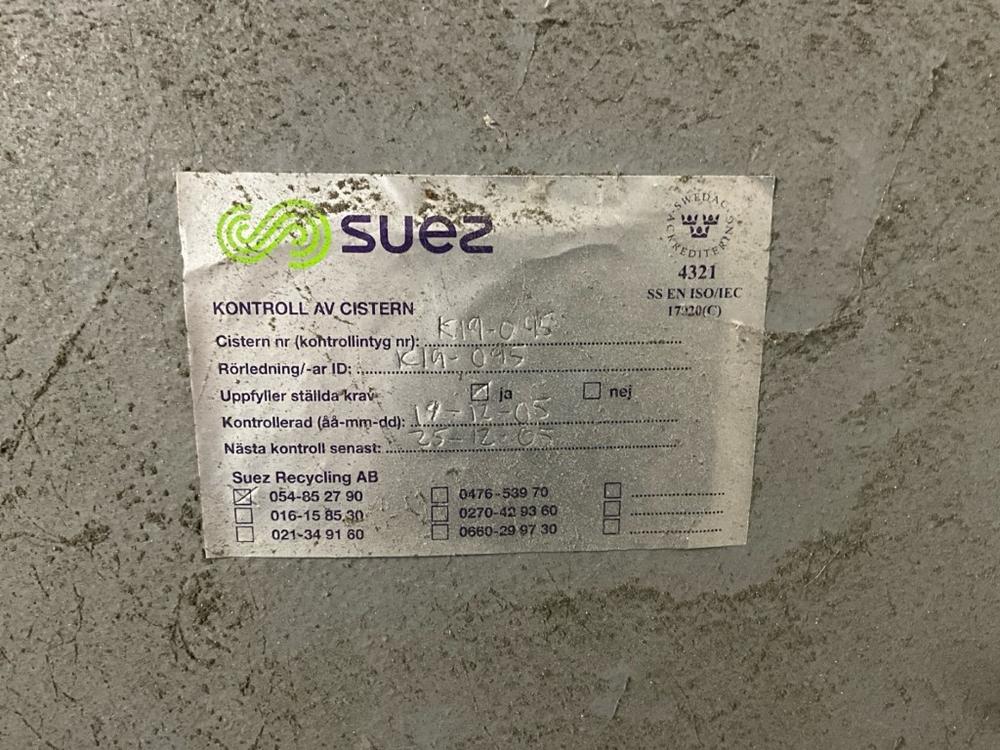 suez
SWEDAC ACKREDITERING
4321
SS EN ISO/IEC
17020(C)
KONTROLL AV CISTERN
Cistern nr (kontrollintyg nr): K19-095
Rörledning/-ar ID: K19-095
Uppfyller ställda krav ja nej
Kontrollerad (åå-mm-dd): 19-12-05
Nästa kontroll senast: 25-12-05
Suez Recycling AB
054-85 27 90 0476-539 70
016-15 85 30 0270-42 93 60
021-34 91 60 0660-29 97 30